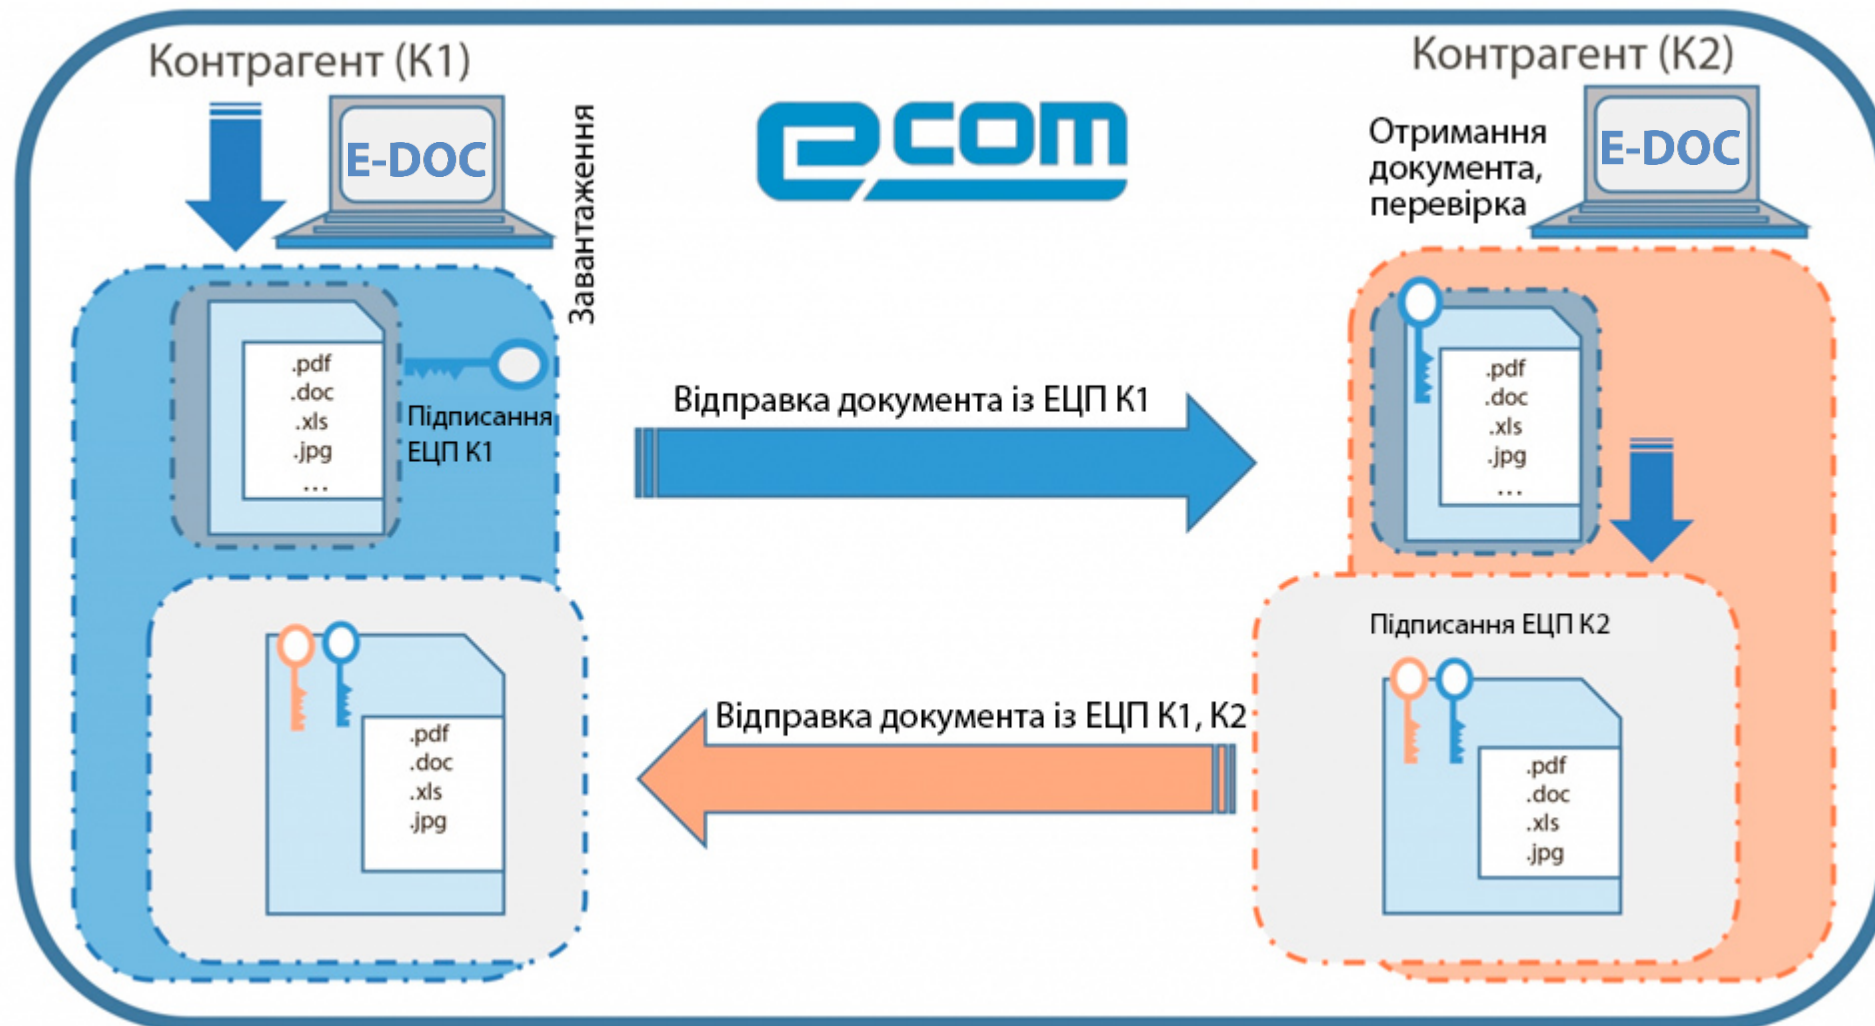 Контрагент (К1)
E-DOC
Завантаження
.pdf
.doc
.xls
.jpg
...
Підписання
ЕЦП К1
.pdf
.doc
.xls
.jpg
ecom
Відправка документа із ЕЦП К1
Відправка документа із ЕЦП К1, К2
Контрагент (К2)
Отримання
документа,
перевірка
E-DOC
.pdf
.doc
.xls
.jpg
...
Підписання ЕЦП К2
.pdf
.doc
.xls
.jpg